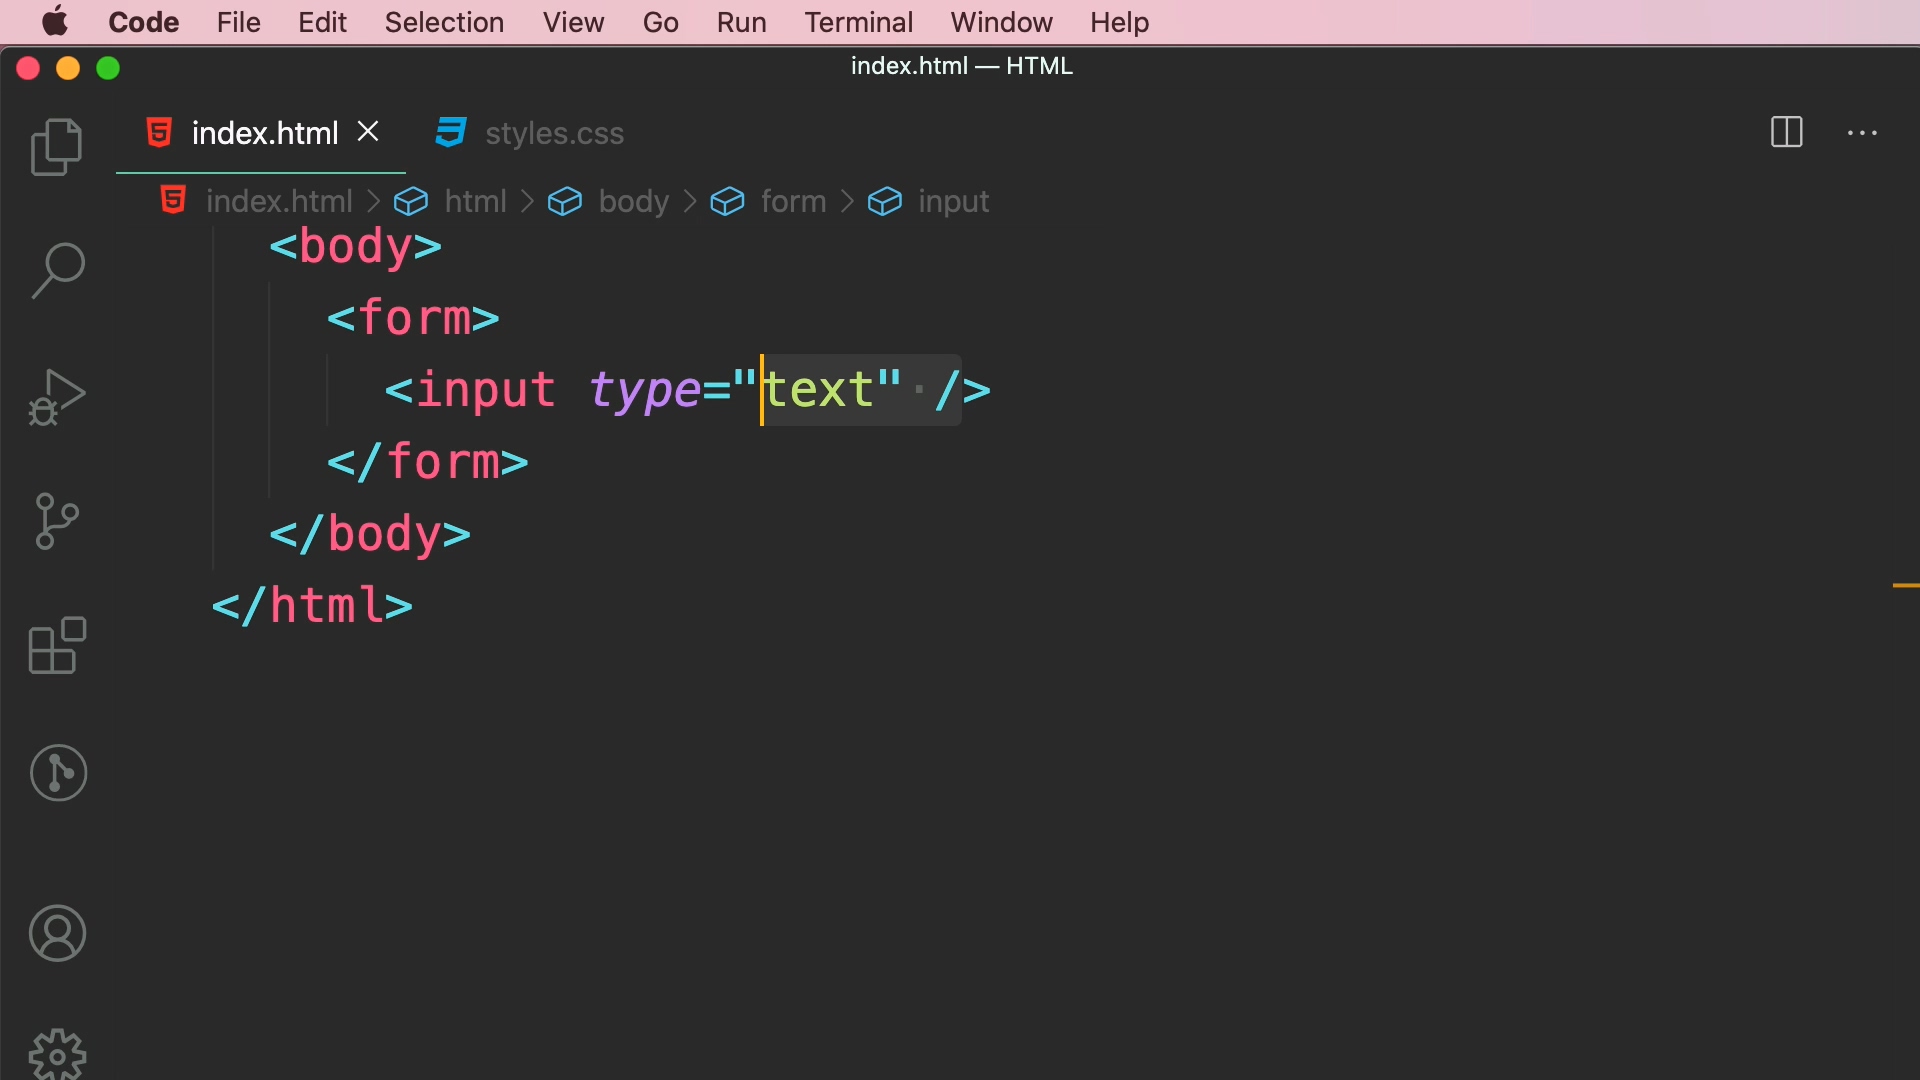 Code File Edit Selection View Go Run Terminal Window Help
index.html — HTML
index.html styles.css
index.html > html > body > form > input
<body>
<form>
<input type="text" />
</form>
</body>
</html>